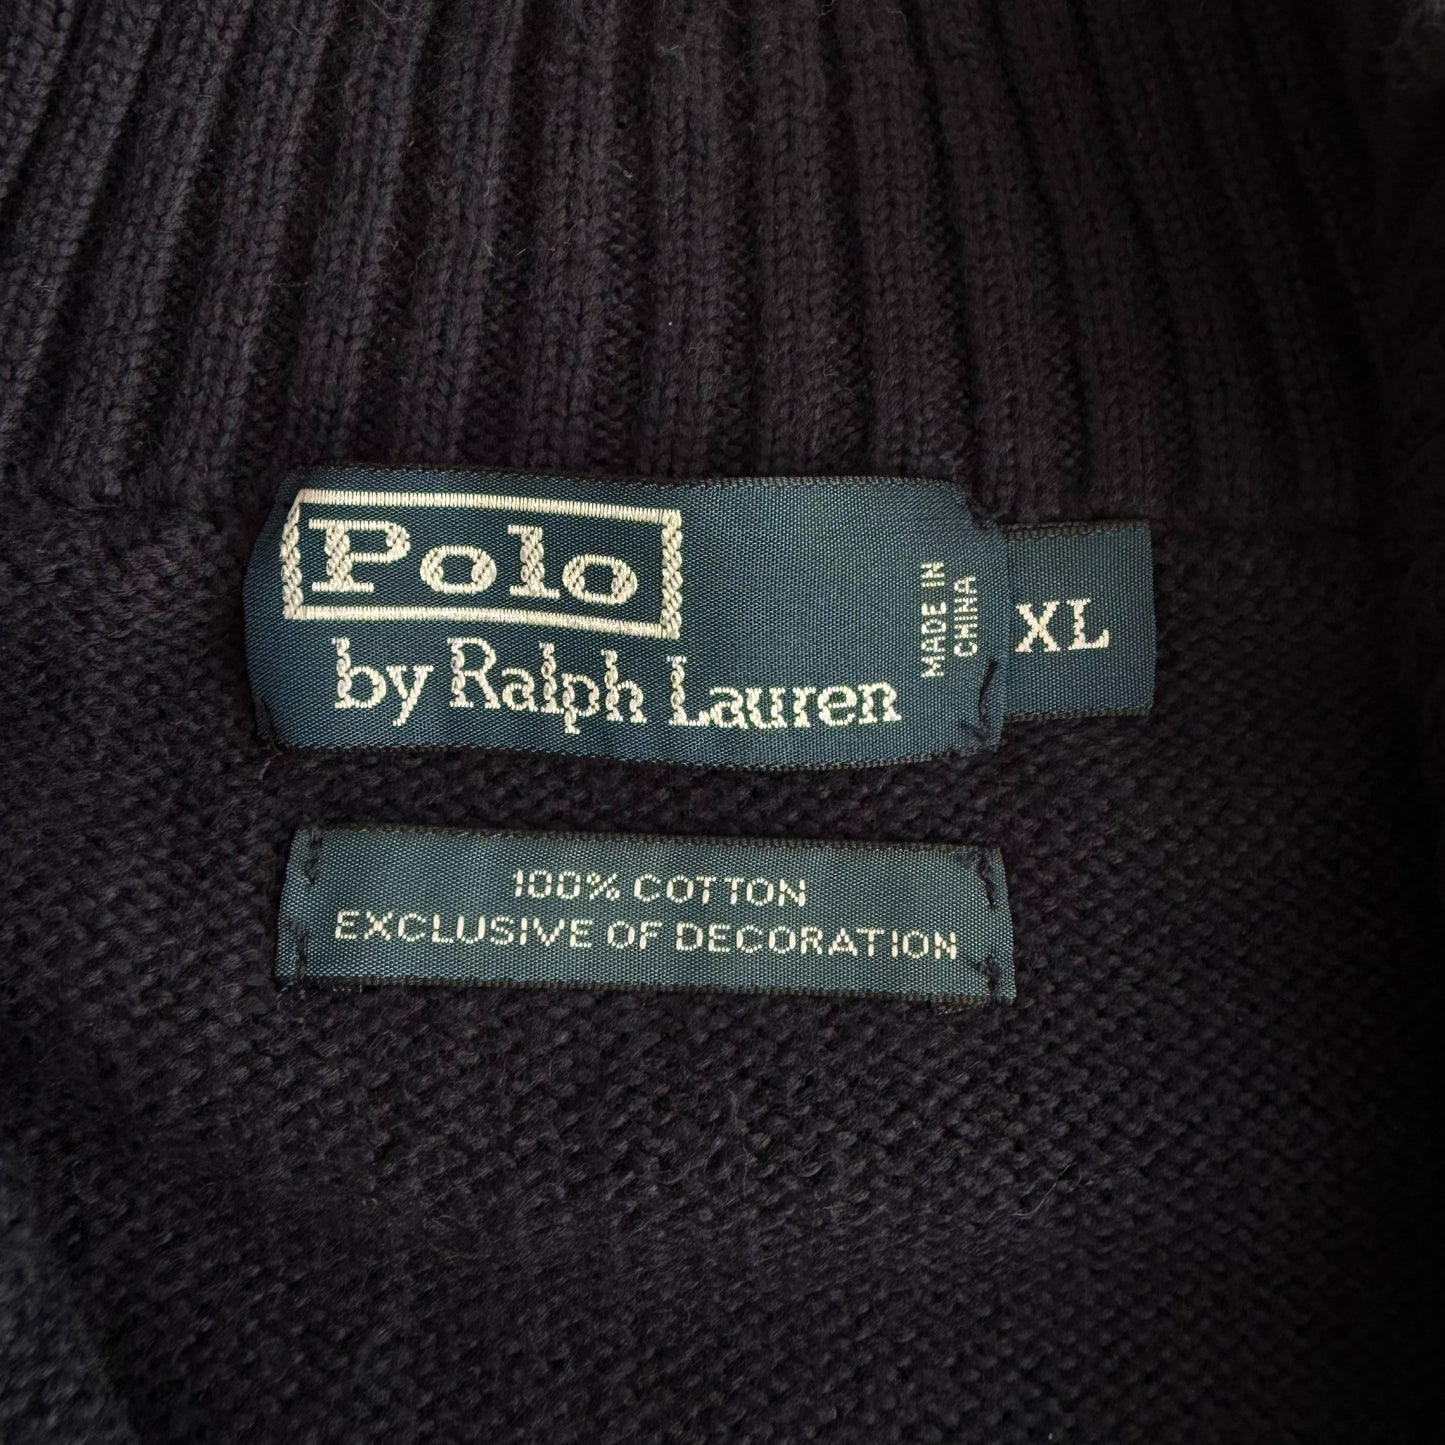 Polo
by Ralph Lauren
MADE IN
CHINA
XL
100% COTTON
EXCLUSIVE OF DECORATION